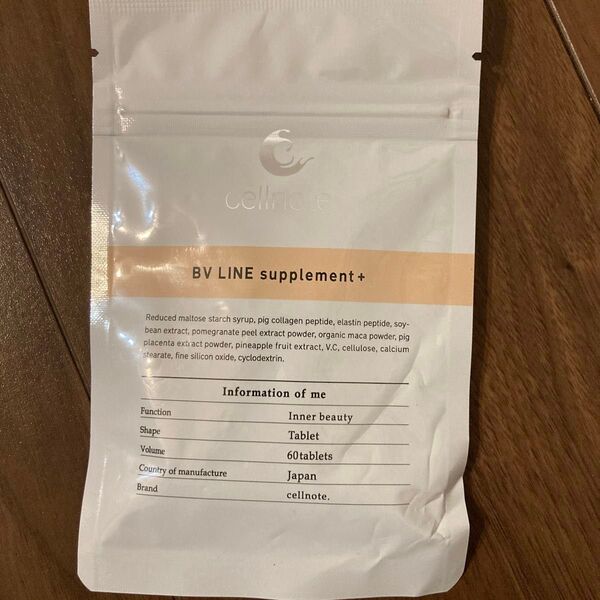 cellnote.
BV LINE supplement+
Reduced maltose starch syrup, pig collagen peptide, elastin peptide, soy-
bean extract, pomegranate peel extract powder, organic maca powder, pig
placenta extract powder, pineapple fruit extract, V.C, cellulose, calcium
stearate, fine silicon oxide, cyclodextrin.
Information of me
Function Inner beauty
Shape Tablet
Volume 60tablets
Country of manufacture Japan
Brand cellnote.